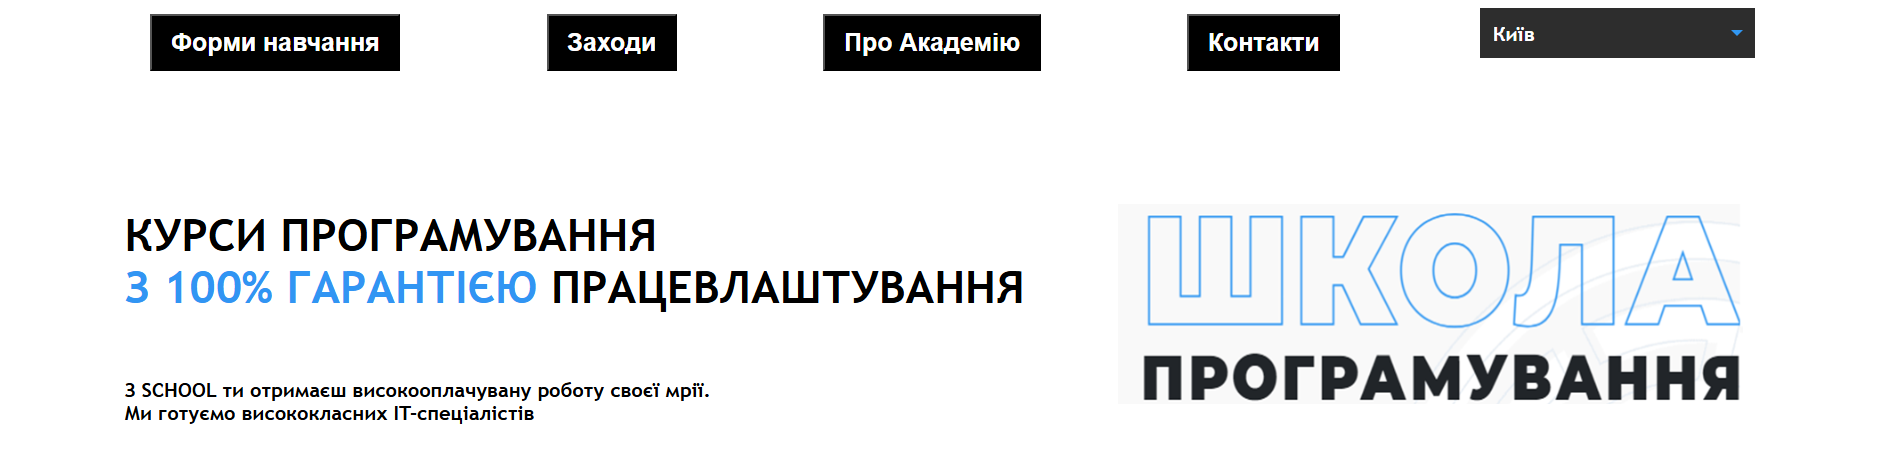 Форми навчання
Заходи
Про Академію
Контакти
Київ
КУРСИ ПРОГРАМУВАННЯ
З 100% ГАРАНТІЄЮ ПРАЦЕВЛАШТУВАННЯ
З SCHOOL ти отримаєш високооплачувану роботу своєї мрії.
Ми готуємо висококласних ІТ-спеціалістів
ШКОЛА
ПРОГРАМУВАННЯ